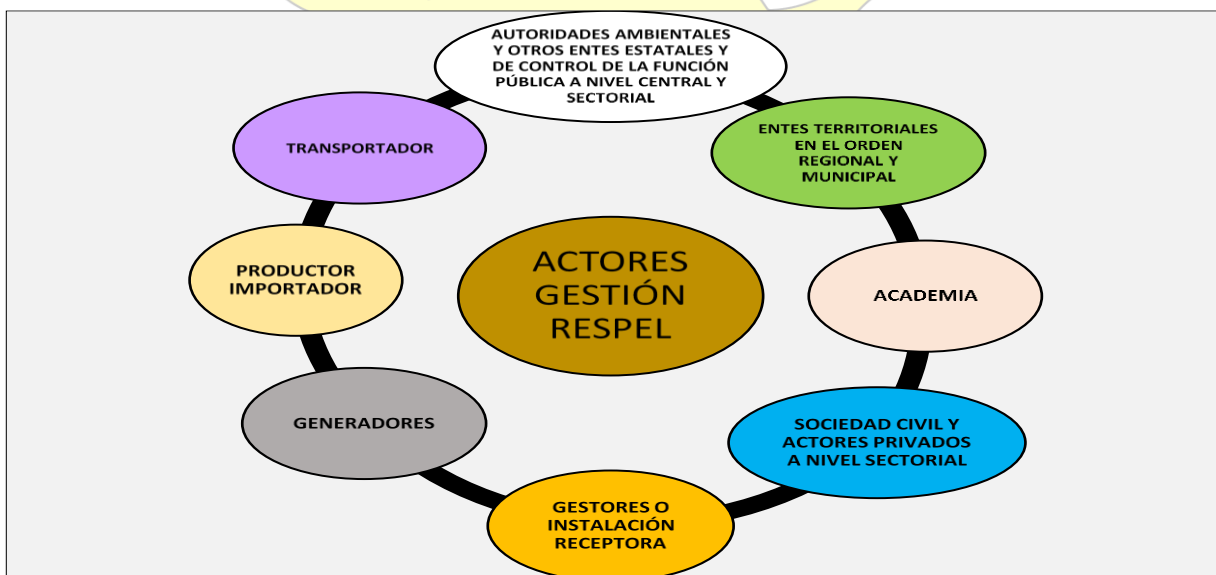 AUTORIDADES AMBIENTALES
Y OTROS ENTES ESTATALES Y
DE CONTROL DE LA FUNCIÓN
PÚBLICA A NIVEL CENTRAL Y
SECTORIAL
ENTES TERRITORIALES
EN EL ORDEN
REGIONAL Y
MUNICIPAL
ACADEMIA
SOCIEDAD CIVIL Y
ACTORES PRIVADOS
A NIVEL SECTORIAL
GESTORES O
INSTALACIÓN
RECEPTORA
GENERADORES
PRODUCTOR
IMPORTADOR
TRANSPORTADOR
ACTORES
GESTIÓN
RESPEL